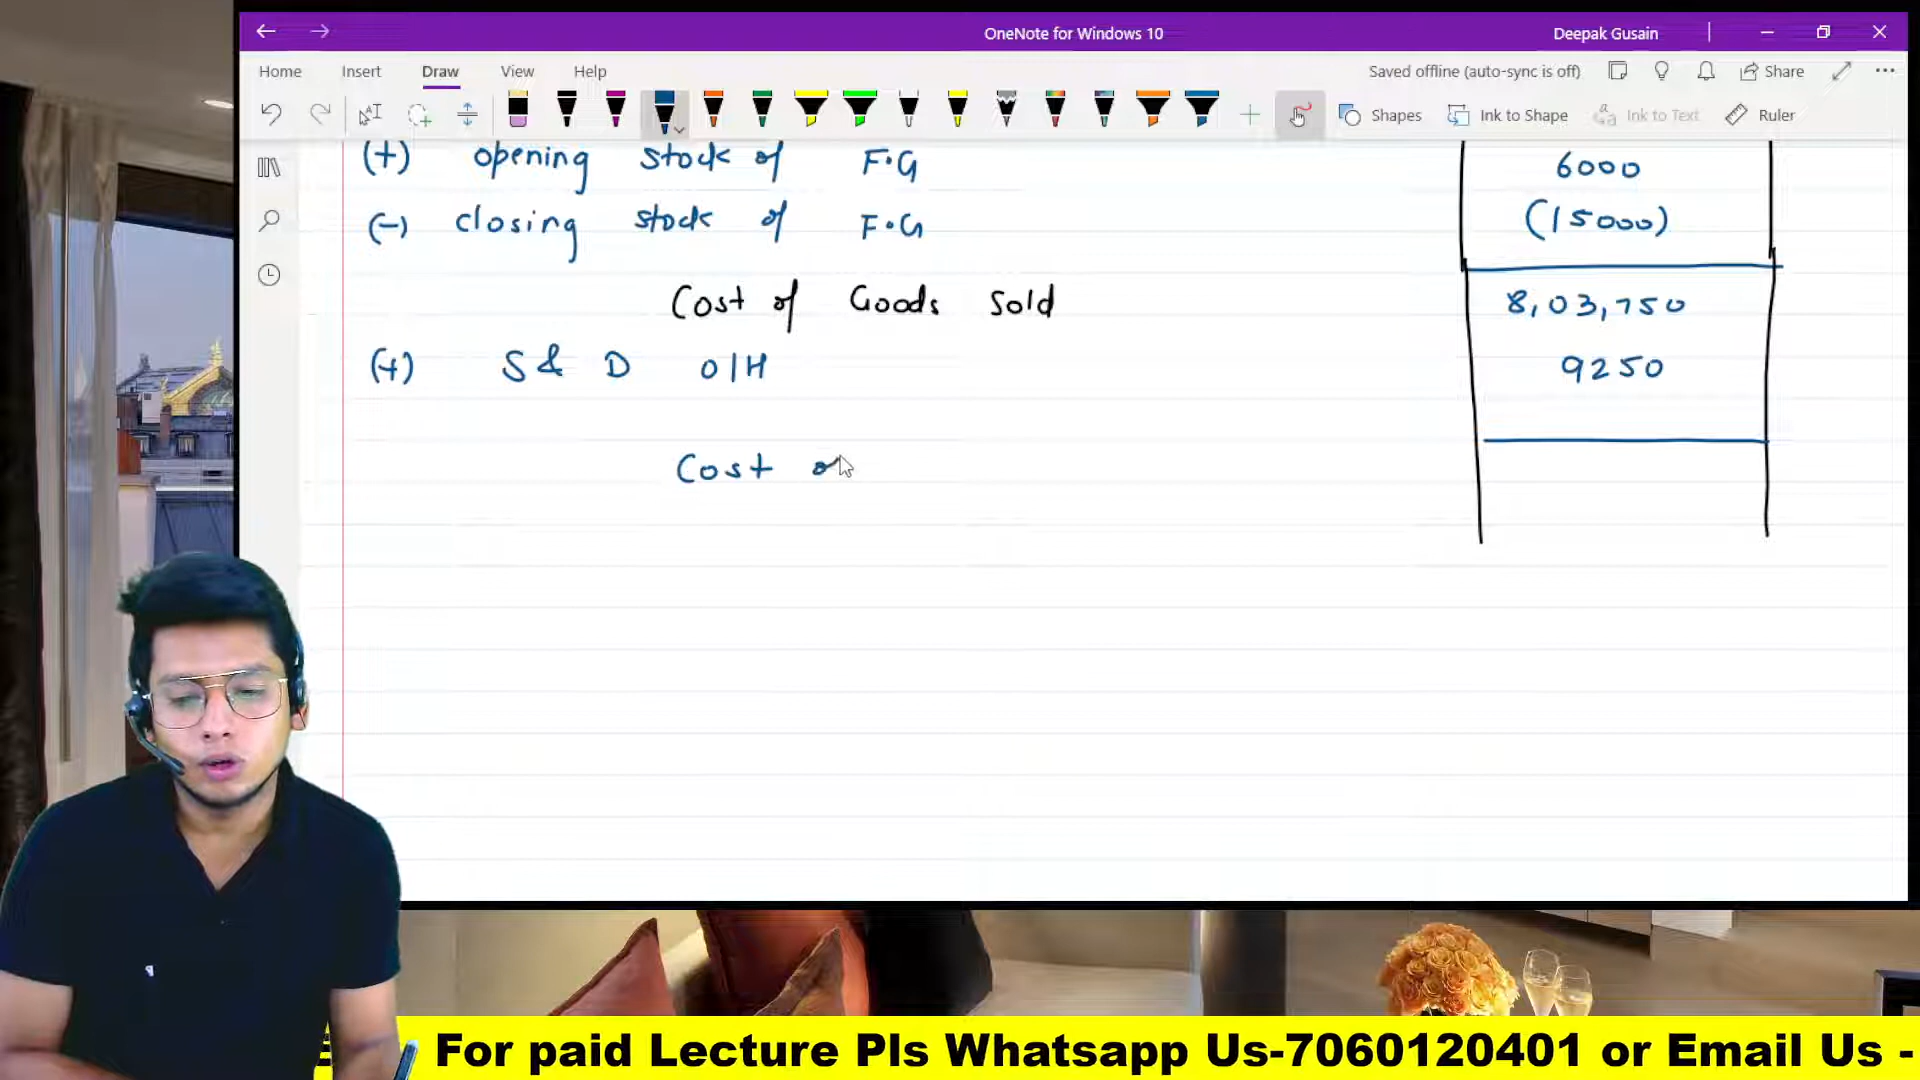 OneNote for Windows 10
Deepak Gusain
Home Insert Draw View Help
Saved offline (auto-sync is off)
Share
Shapes
Ink to Shape
Ink to Text
Ruler
(+) opening stock of F.G 6000
(-) closing stock of F.G (15000)
Cost of Goods Sold 8,03,750
(+) S & D O/H 9250
Cost o
For paid Lecture Pls Whatsapp Us-7060120401 or Email Us -